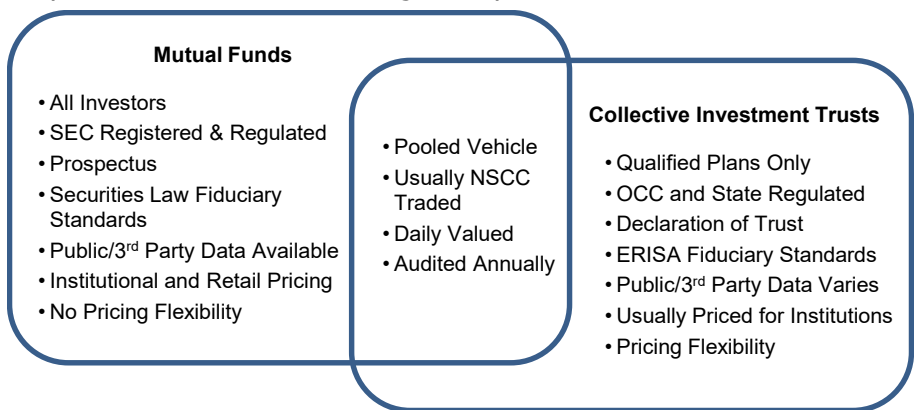 Mutual Funds
• All Investors
• SEC Registered & Regulated
• Prospectus
• Securities Law Fiduciary
Standards
• Public/3rd Party Data Available
• Institutional and Retail Pricing
• No Pricing Flexibility
• Pooled Vehicle
• Usually NSCC
Traded
• Daily Valued
• Audited Annually
Collective Investment Trusts
• Qualified Plans Only
• OCC and State Regulated
• Declaration of Trust
• ERISA Fiduciary Standards
• Public/3rd Party Data Varies
• Usually Priced for Institutions
• Pricing Flexibility